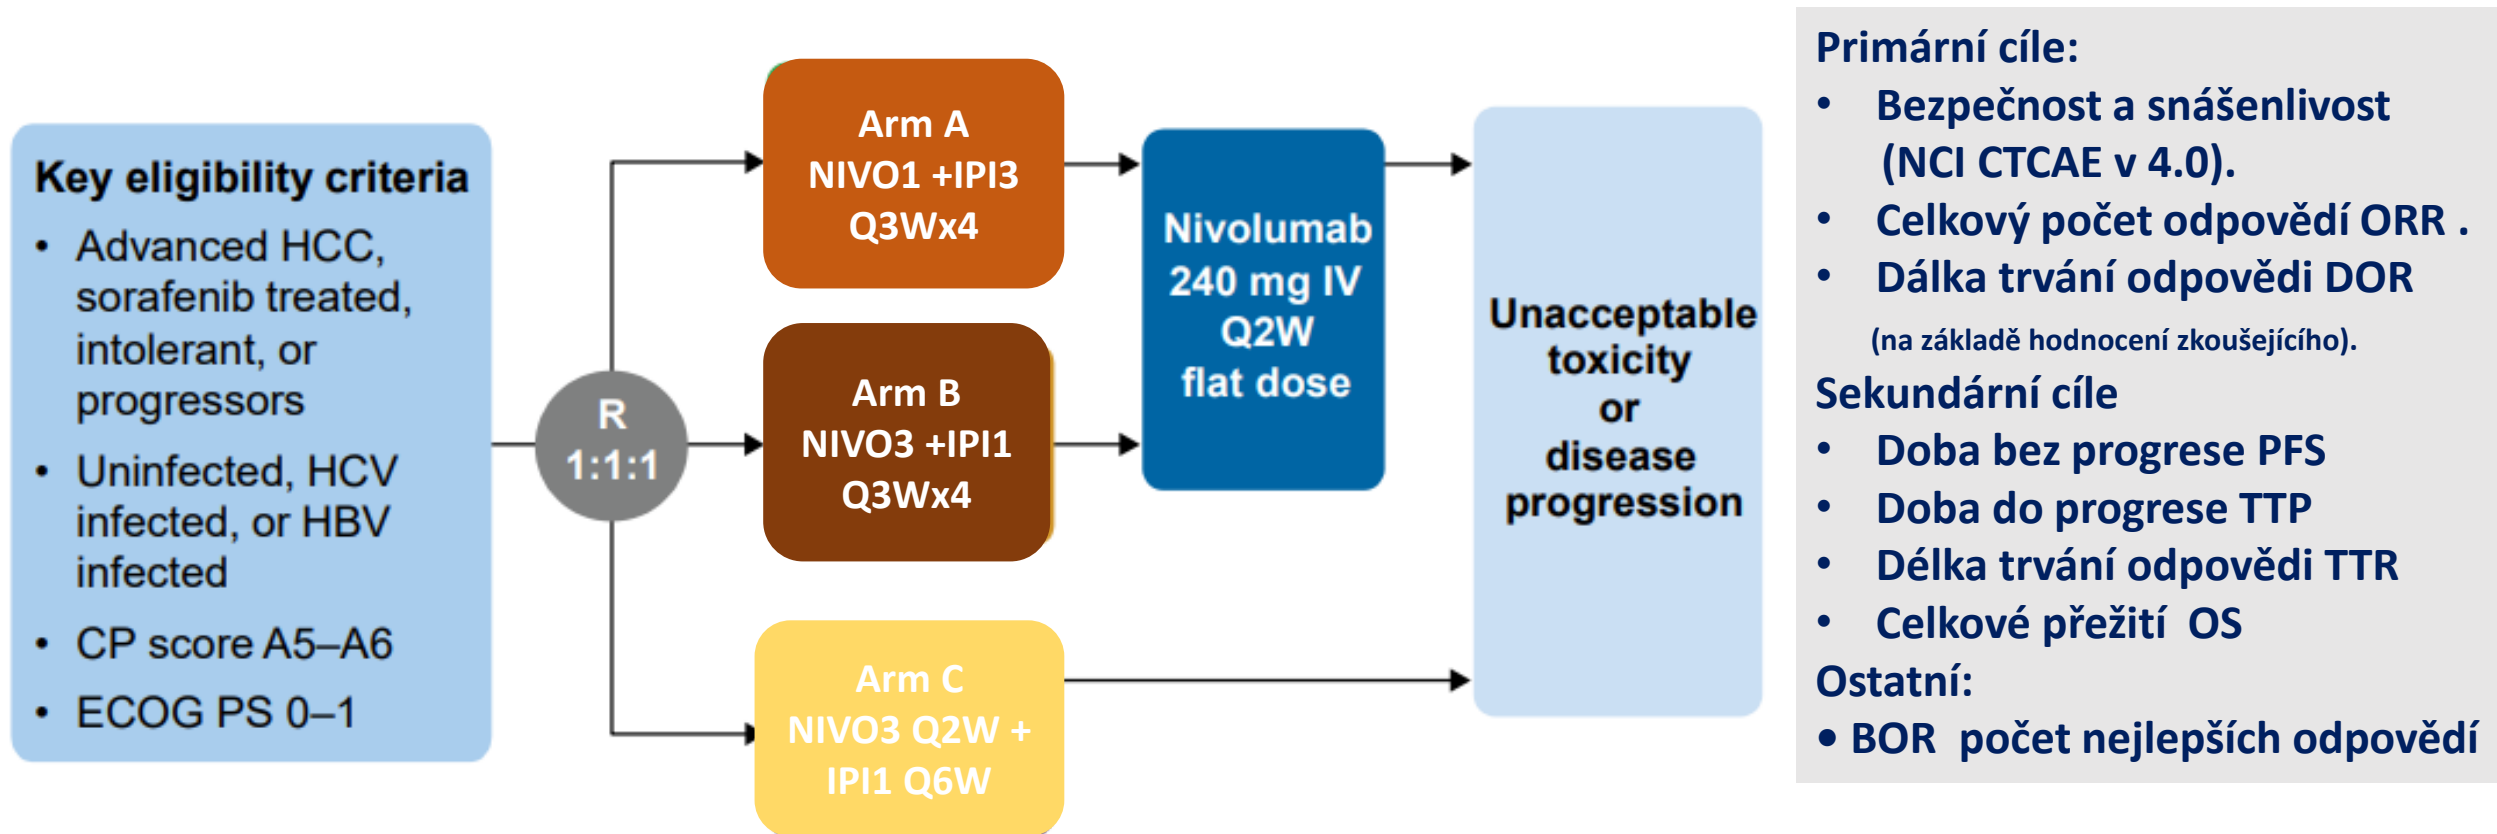 Key eligibility criteria
• Advanced HCC,
sorafenib treated,
intolerant, or
progressors
• Uninfected, HCV
infected, or HBV
infected
• CP score A5–A6
• ECOG PS 0–1
R
1:1:1
Arm A
NIVO1 +IPI3
Q3Wx4
Arm B
NIVO3 +IPI1
Q3Wx4
Arm C
NIVO3 Q2W +
IPI1 Q6W
Nivolumab
240 mg IV
Q2W
flat dose
Unacceptable
toxicity
or
disease
progression
Primární cíle:
• Bezpečnost a snášenlivost
(NCI CTCAE v 4.0).
• Celkový počet odpovědí ORR .
• Dálka trvání odpovědi DOR
(na základě hodnocení zkoušejícího).
Sekundární cíle
• Doba bez progrese PFS
• Doba do progrese TTP
• Délka trvání odpovědi TTR
• Celkové přežití OS
Ostatní:
• BOR počet nejlepších odpovědí